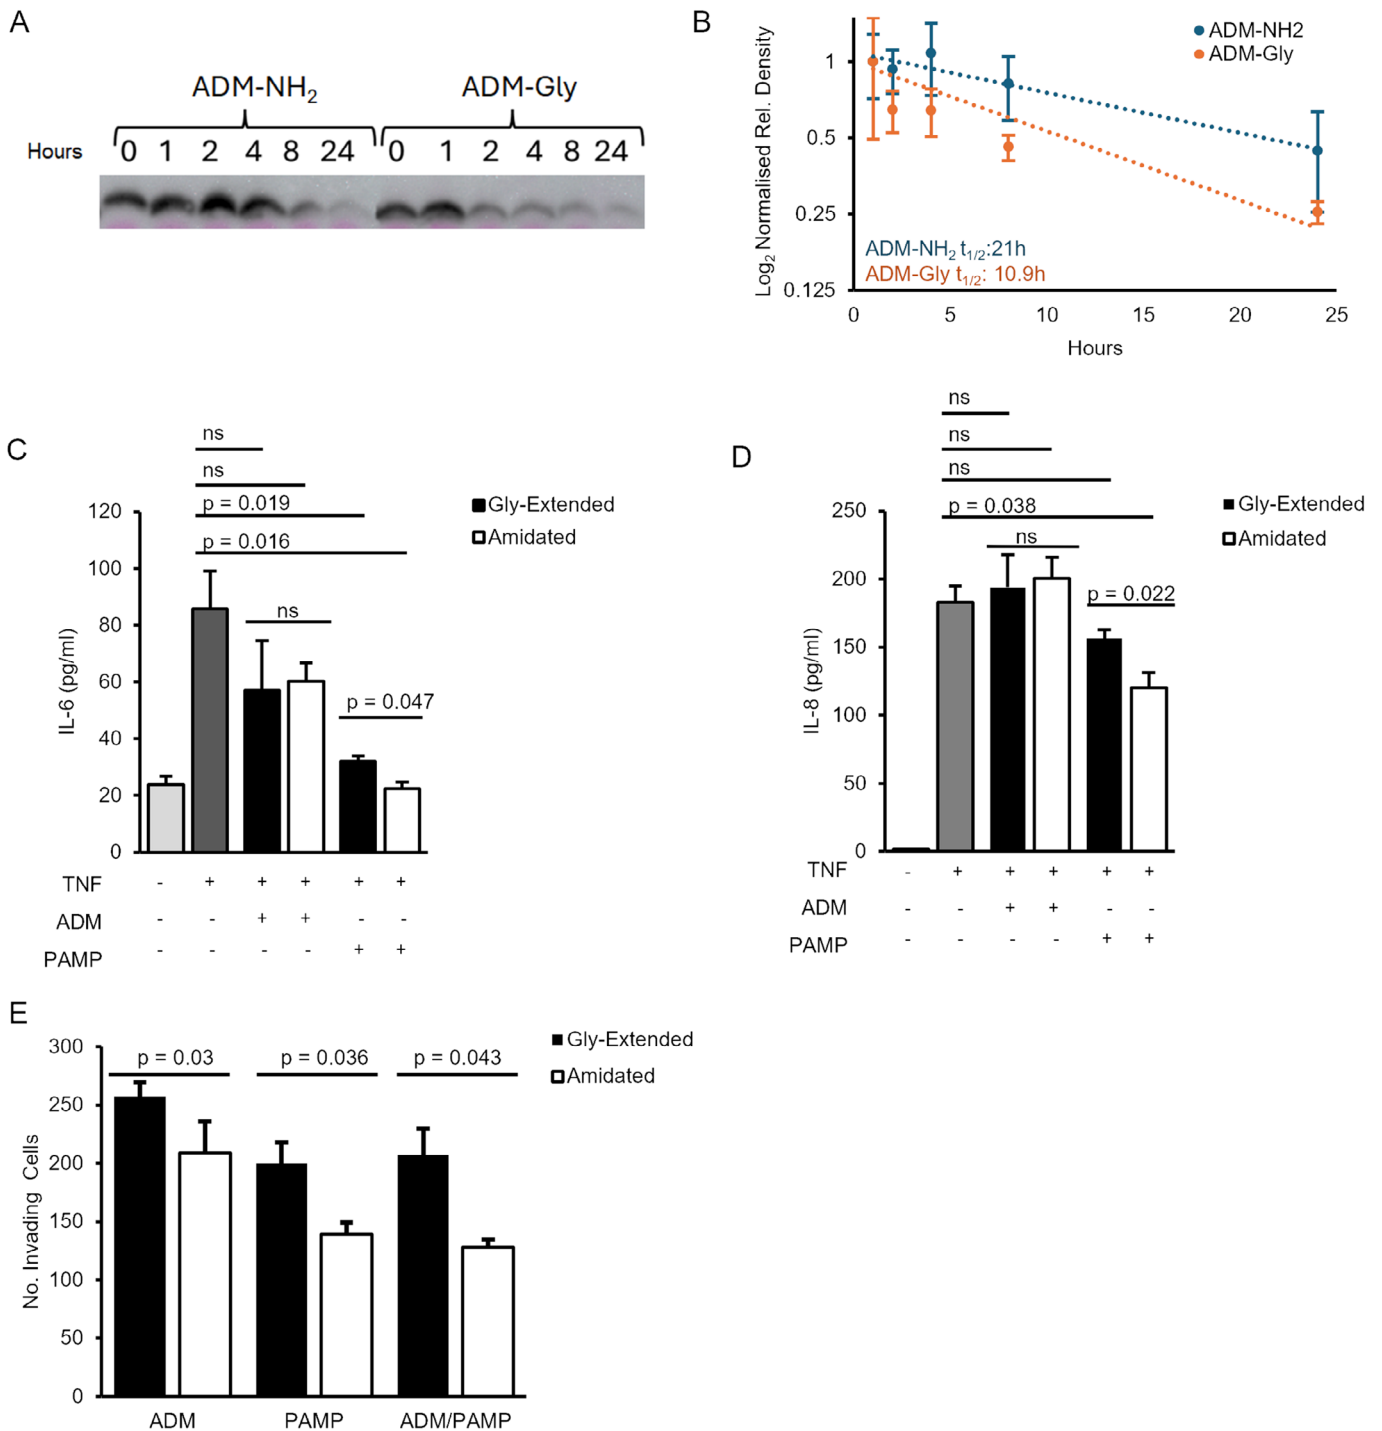 A
ADM-NH2 ADM-Gly
Hours 0 1 2 4 8 24 0 1 2 4 8 24
B
ADM-NH2
ADM-Gly
Log2 Normalised Rel. Density
1
0.5
0.25
0.125
ADM-NH2 t1/2:21h
ADM-Gly t1/2: 10.9h
0 5 10 15 20 25
Hours
C
ns
ns
p = 0.019
p = 0.016
ns
p = 0.047
Gly-Extended
Amidated
IL-6 (pg/ml)
120
100
80
60
40
20
0
TNF - + + + + +
ADM - - + + - -
PAMP - - - - + +
D
ns
ns
ns
p = 0.038
ns
p = 0.022
Gly-Extended
Amidated
IL-8 (pg/ml)
250
200
150
100
50
0
TNF - + + + + +
ADM - - + + - -
PAMP - - - - + +
E
p = 0.03 p = 0.036 p = 0.043
Gly-Extended
Amidated
No. Invading Cells
300
250
200
150
100
50
0
ADM PAMP ADM/PAMP